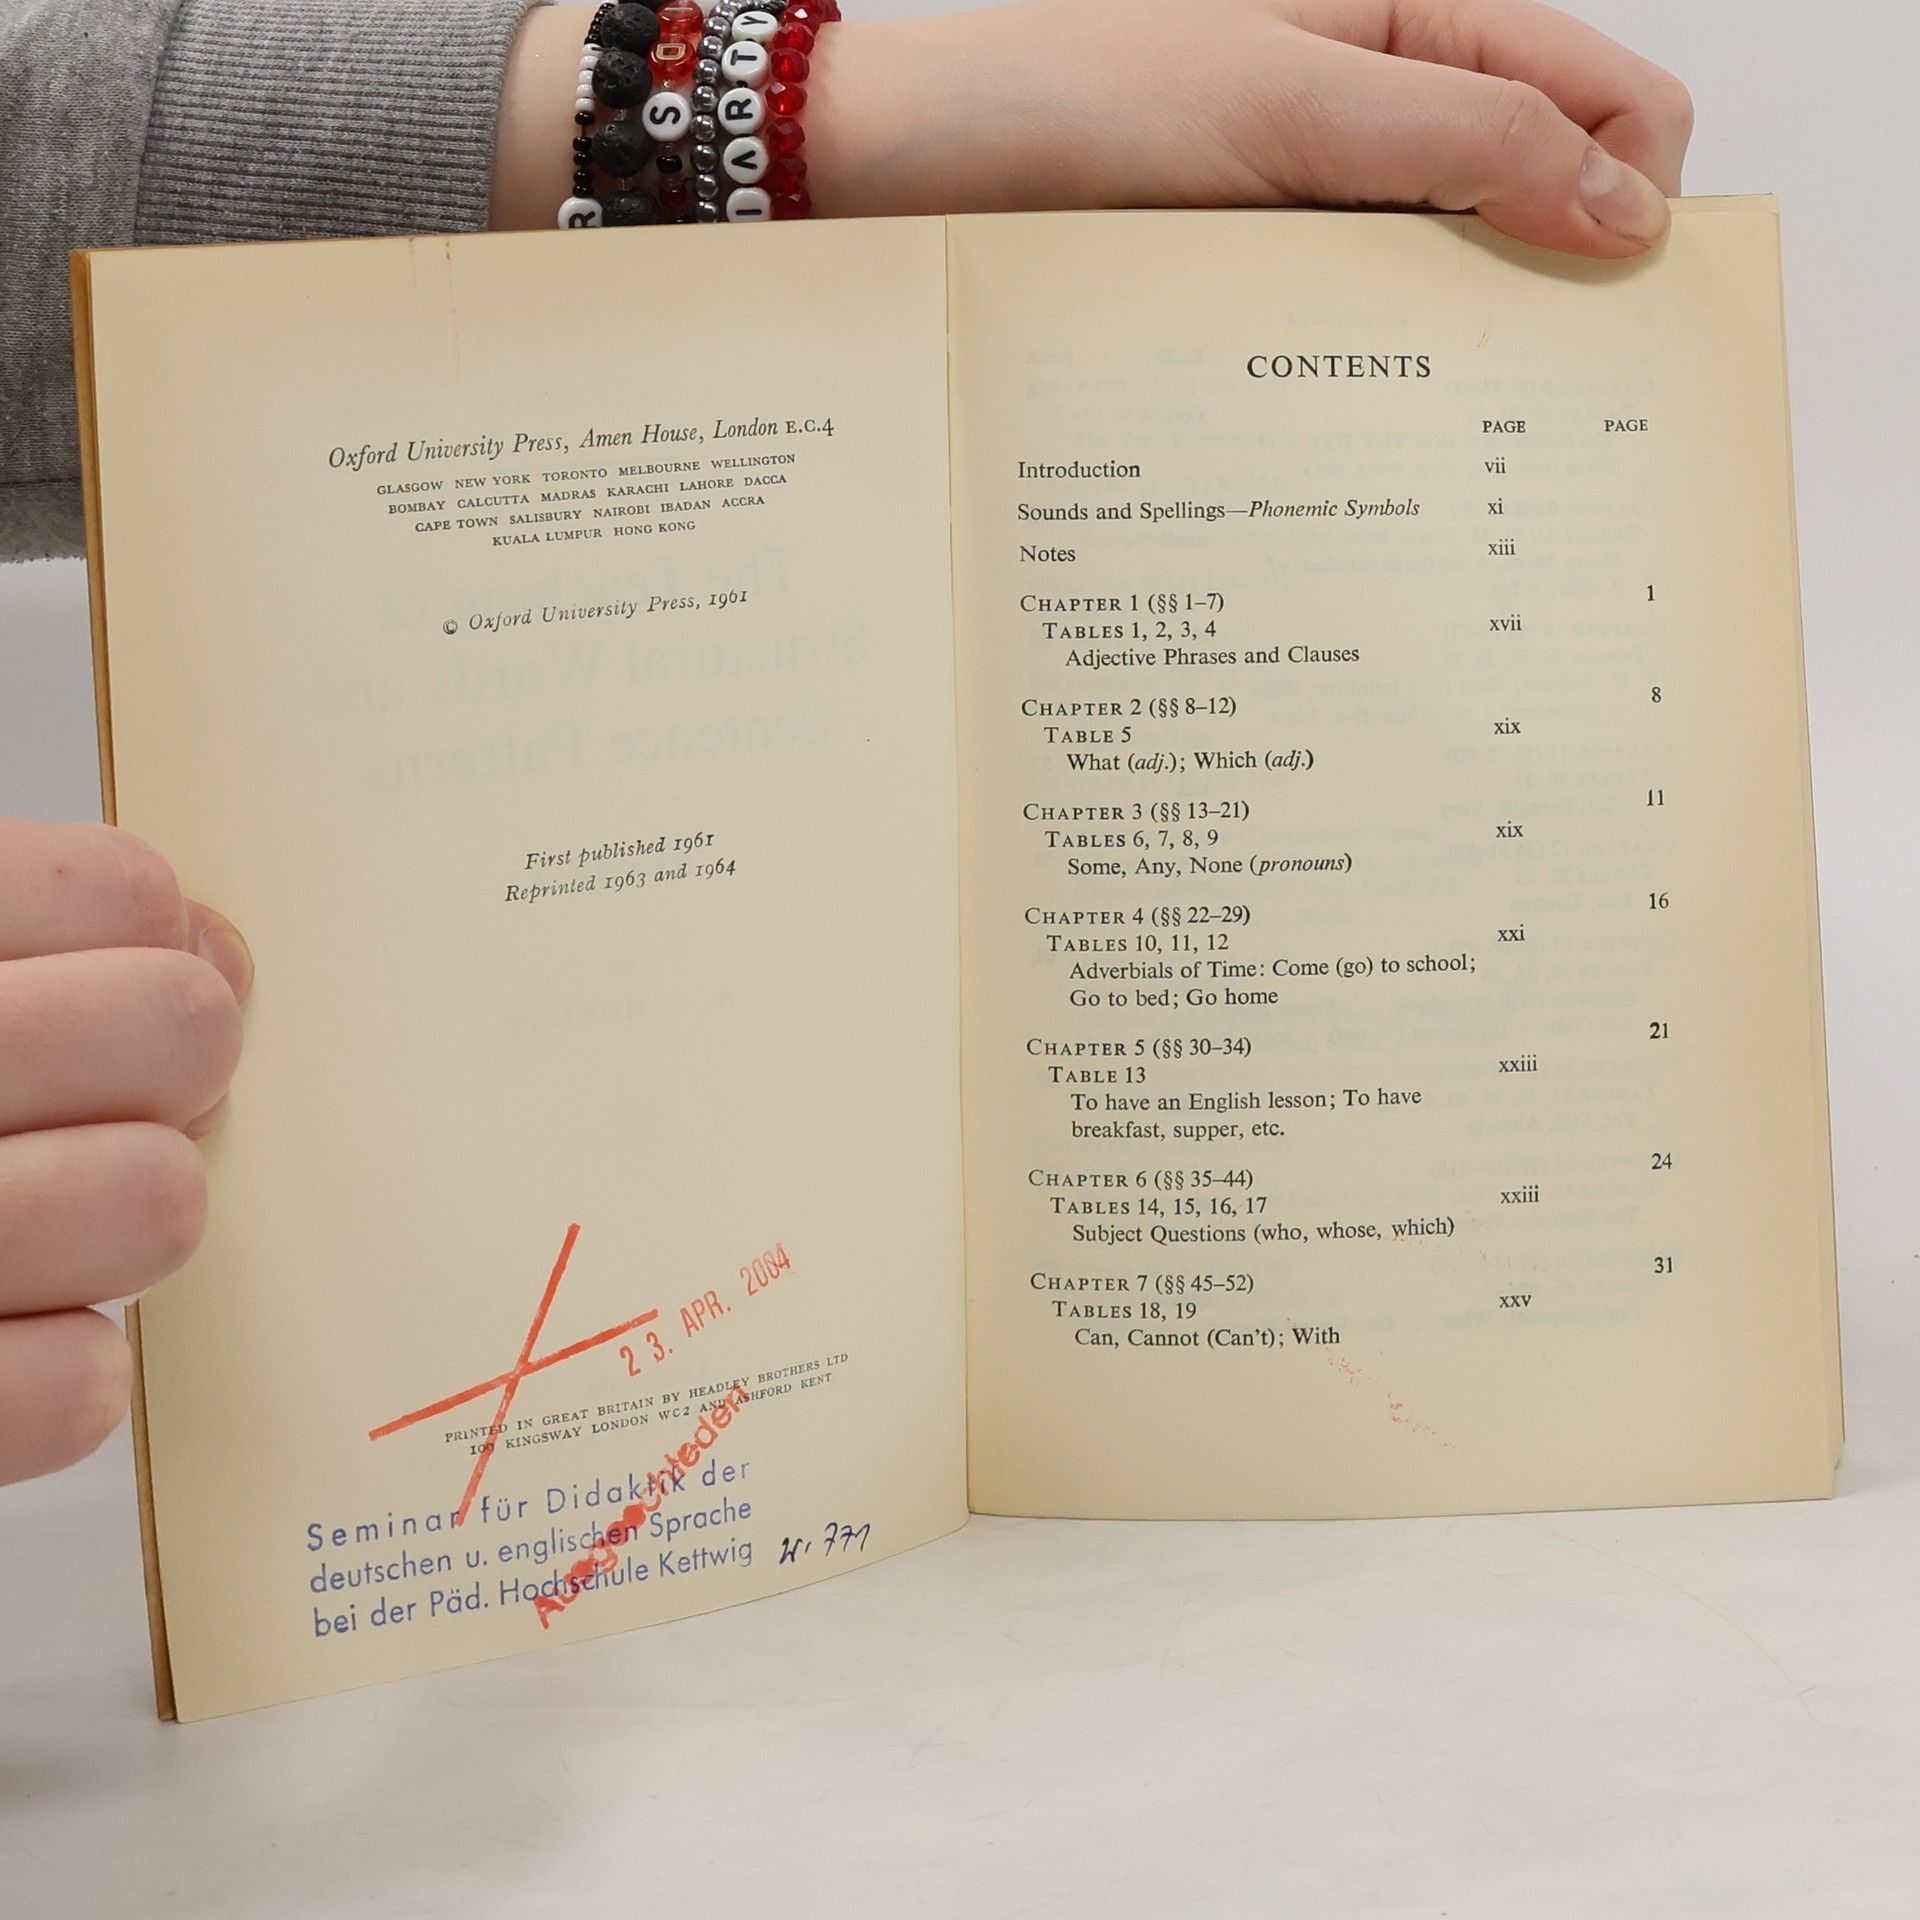 Oxford University Press, Amen House, London E.C.4
GLASGOW NEW YORK TORONTO MELBOURNE WELLINGTON
BOMBAY CALCUTTA MADRAS KARACHI LAHORE DACCA
CAPE TOWN SALISBURY NAIROBI IBADAN ACCRA
KUALA LUMPUR HONG KONG
© Oxford University Press, 1961
First published 1961
Reprinted 1963 and 1964
23. APR. 2004
PRINTED IN GREAT BRITAIN BY HEADLEY BROTHERS LTD
109 KINGSWAY LONDON WC2 AND ASHFORD KENT
Ausgeschieden
Seminar für Didaktik der
deutschen u. englischen Sprache
bei der Päd. Hochschule Kettwig
CONTENTS
PAGE PAGE
Introduction vii
Sounds and Spellings—Phonemic Symbols xi
Notes xiii
CHAPTER 1 (§§ 1–7) 1
TABLES 1, 2, 3, 4 xvii
Adjective Phrases and Clauses
CHAPTER 2 (§§ 8–12) 8
TABLE 5 xix
What (adj.); Which (adj.)
CHAPTER 3 (§§ 13–21) 11
TABLES 6, 7, 8, 9 xix
Some, Any, None (pronouns)
CHAPTER 4 (§§ 22–29) 16
TABLES 10, 11, 12 xxi
Adverbials of Time: Come (go) to school;
Go to bed; Go home
CHAPTER 5 (§§ 30–34) 21
TABLE 13 xxiii
To have an English lesson; To have
breakfast, supper, etc.
CHAPTER 6 (§§ 35–44) 24
TABLES 14, 15, 16, 17 xxiii
Subject Questions (who, whose, which)
CHAPTER 7 (§§ 45–52) 31
TABLES 18, 19 xxv
Can, Cannot (Can't); With